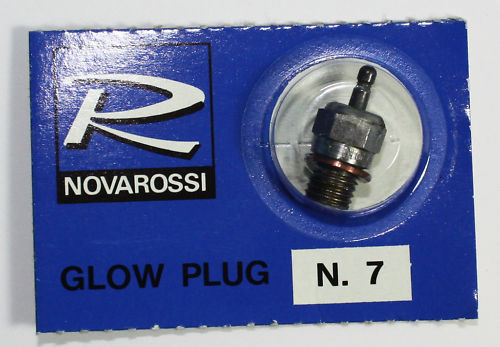 R
NOVAROSSI
GLOW PLUG N. 7